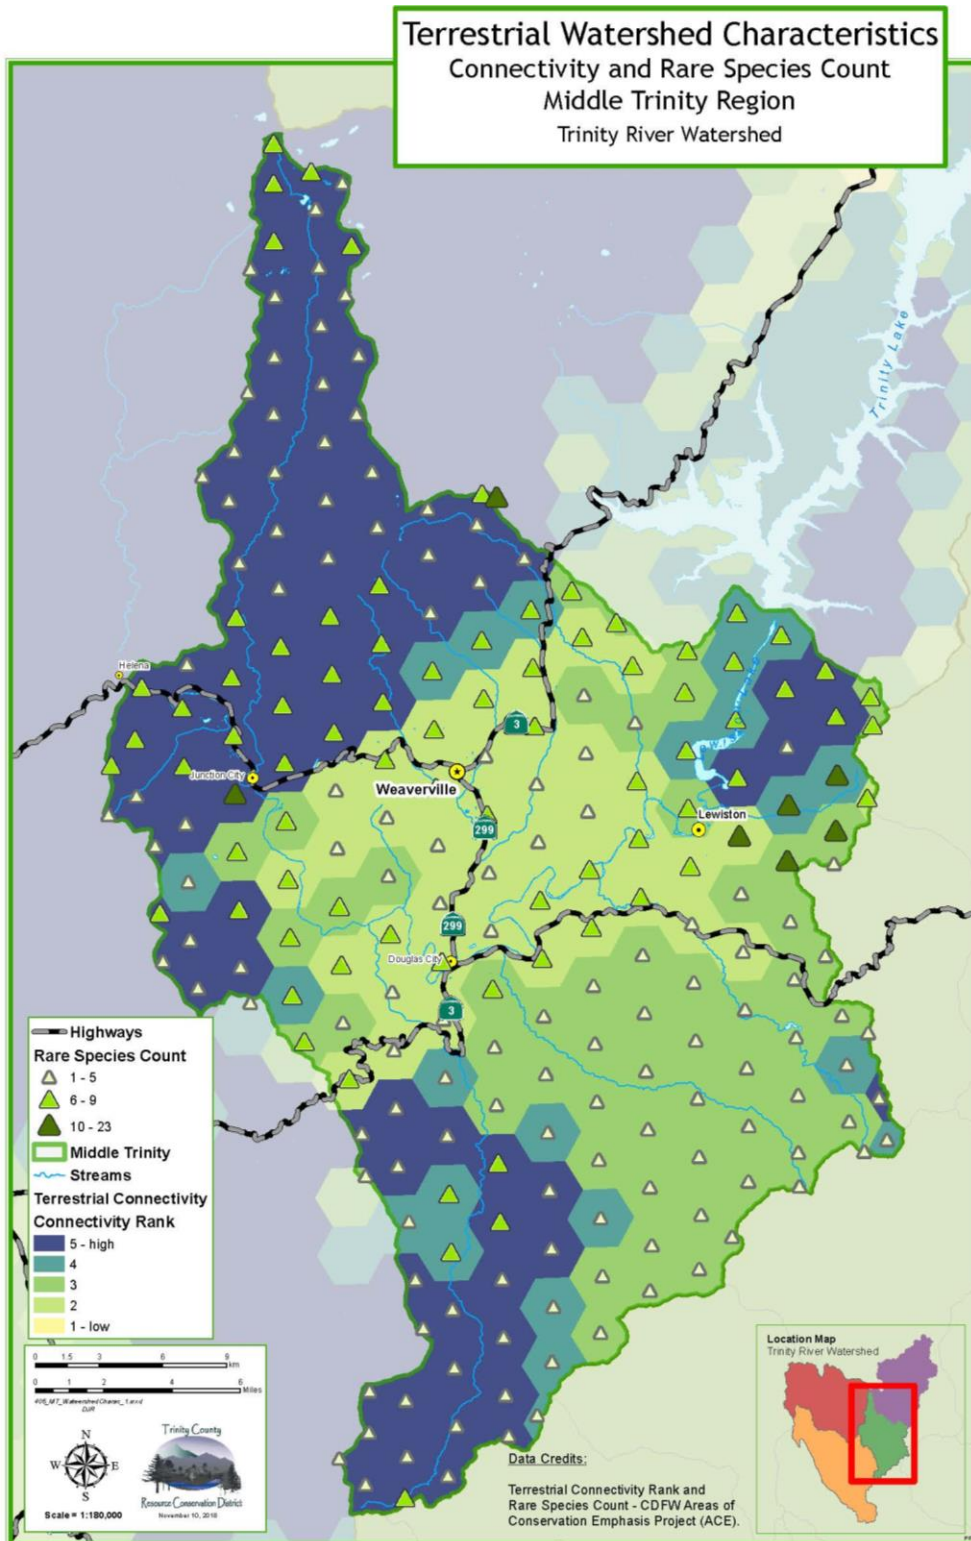 Terrestrial Watershed Characteristics
Connectivity and Rare Species Count
Middle Trinity Region
Trinity River Watershed
Trinity Lake
Helena
3
Junction City
Weaverville
Lewiston
299
299
Douglas City
3
Highways
Rare Species Count
1 - 5
6 - 9
10 - 23
Middle Trinity
Streams
Terrestrial Connectivity
Connectivity Rank
5 - high
4
3
2
1 - low
0 1.5 3 6 9
km
0 1 2 4 6
Miles
N
W E
S
Scale = 1:180,000
Trinity County
Resource Conservation District
November 10, 2018
Data Credits:
Terrestrial Connectivity Rank and
Rare Species Count - CDFW Areas of
Conservation Emphasis Project (ACE).
Location Map
Trinity River Watershed